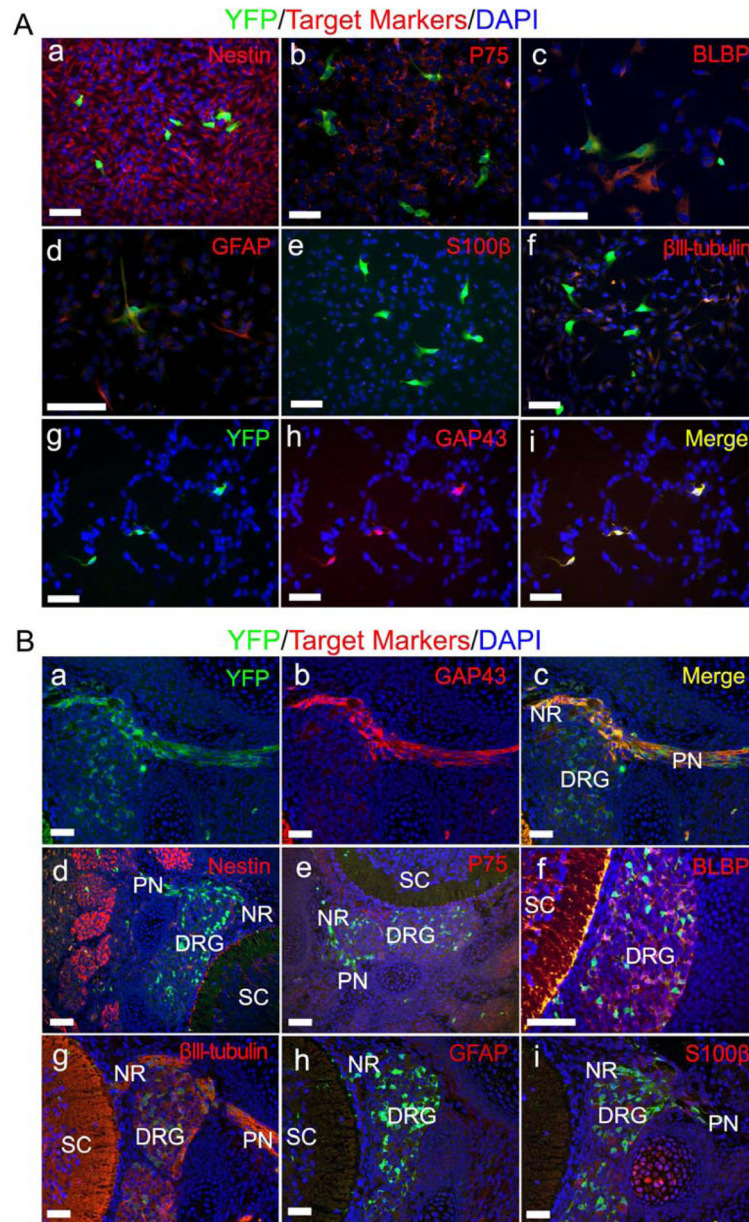 A
YFP/Target Markers/DAPI
a
Nestin
b
P75
c
BLBP
d
GFAP
e
S100β
f
βIII-tubulin
g
YFP
h
GAP43
i
Merge
B
YFP/Target Markers/DAPI
a
YFP
b
GAP43
c
Merge
NR
PN
DRG
d
Nestin
PN
NR
DRG
SC
e
P75
SC
NR
DRG
PN
f
BLBP
SC
DRG
g
βIII-tubulin
NR
SC
DRG
PN
h
GFAP
NR
DRG
SC
i
S100β
NR
DRG
PN
SC